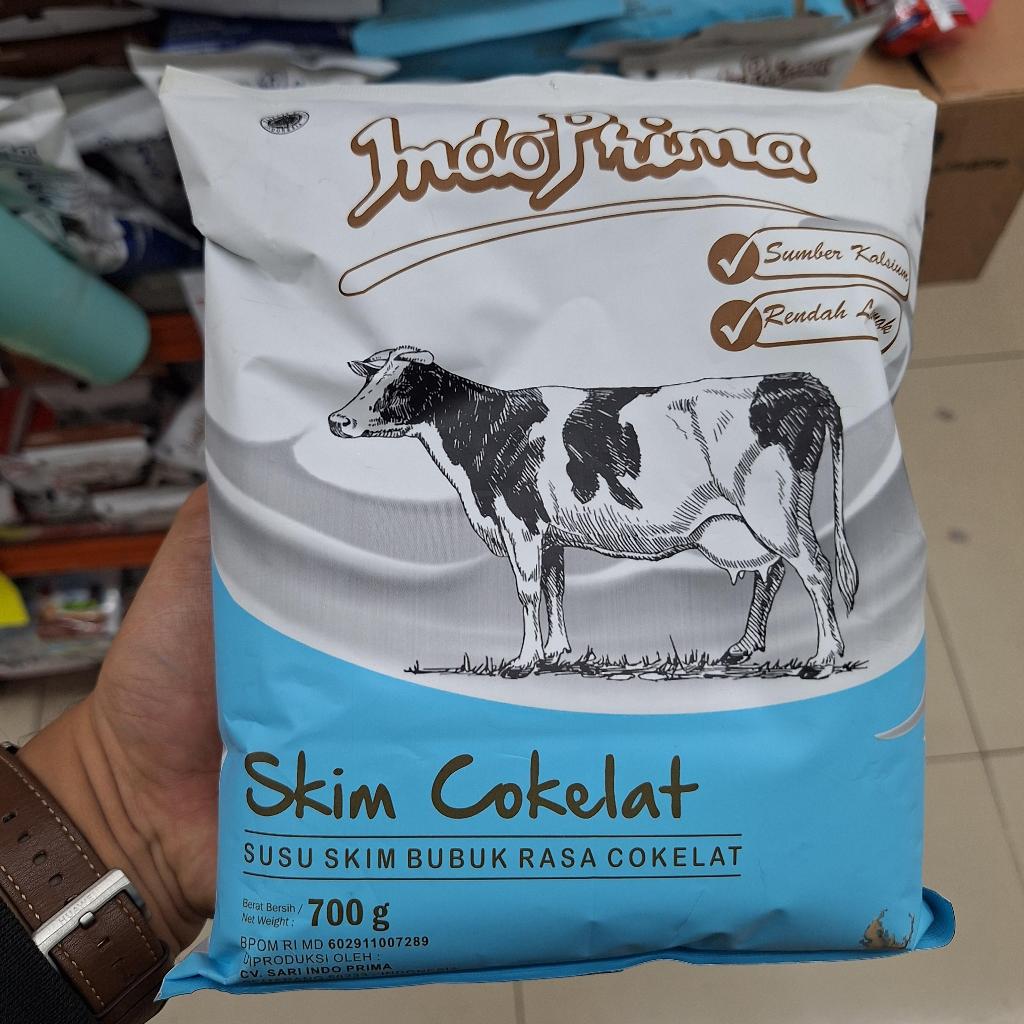 IndoPrima
Sumber Kalsium
Rendah Lemak
Skim Cokelat
SUSU SKIM BUBUK RASA COKELAT
Berat Bersih /
Net Weight : 700 g
BPOM RI MD 602911007289
DIPRODUKSI OLEH :
CV. SARI INDO PRIMA
HUAWEI